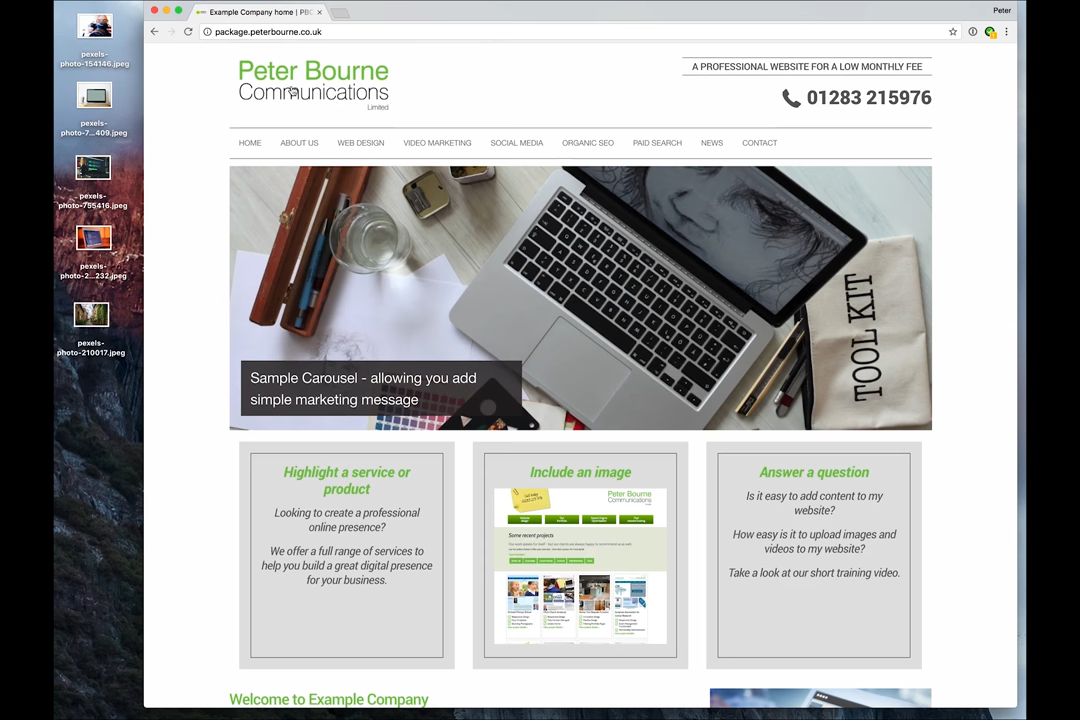 Example Company home | PBC
Peter
package.peterbourne.co.uk
pexels-
photo-154146.jpeg
pexels-
photo-7...409.jpeg
pexels-
photo-755416.jpeg
pexels-
photo-2...232.jpeg
pexels-
photo-210017.jpeg
Peter Bourne
Communications
Limited
A PROFESSIONAL WEBSITE FOR A LOW MONTHLY FEE
01283 215976
HOME ABOUT US WEB DESIGN VIDEO MARKETING SOCIAL MEDIA ORGANIC SEO PAID SEARCH NEWS CONTACT
TOOL KIT
Sample Carousel - allowing you add
simple marketing message
Highlight a service or
product
Looking to create a professional
online presence?
We offer a full range of services to
help you build a great digital presence
for your business.
Include an image
Peter Bourne
Communications
Some recent projects
Answer a question
Is it easy to add content to my
website?
How easy is it to upload images and
videos to my website?
Take a look at our short training video.
Welcome to Example Company